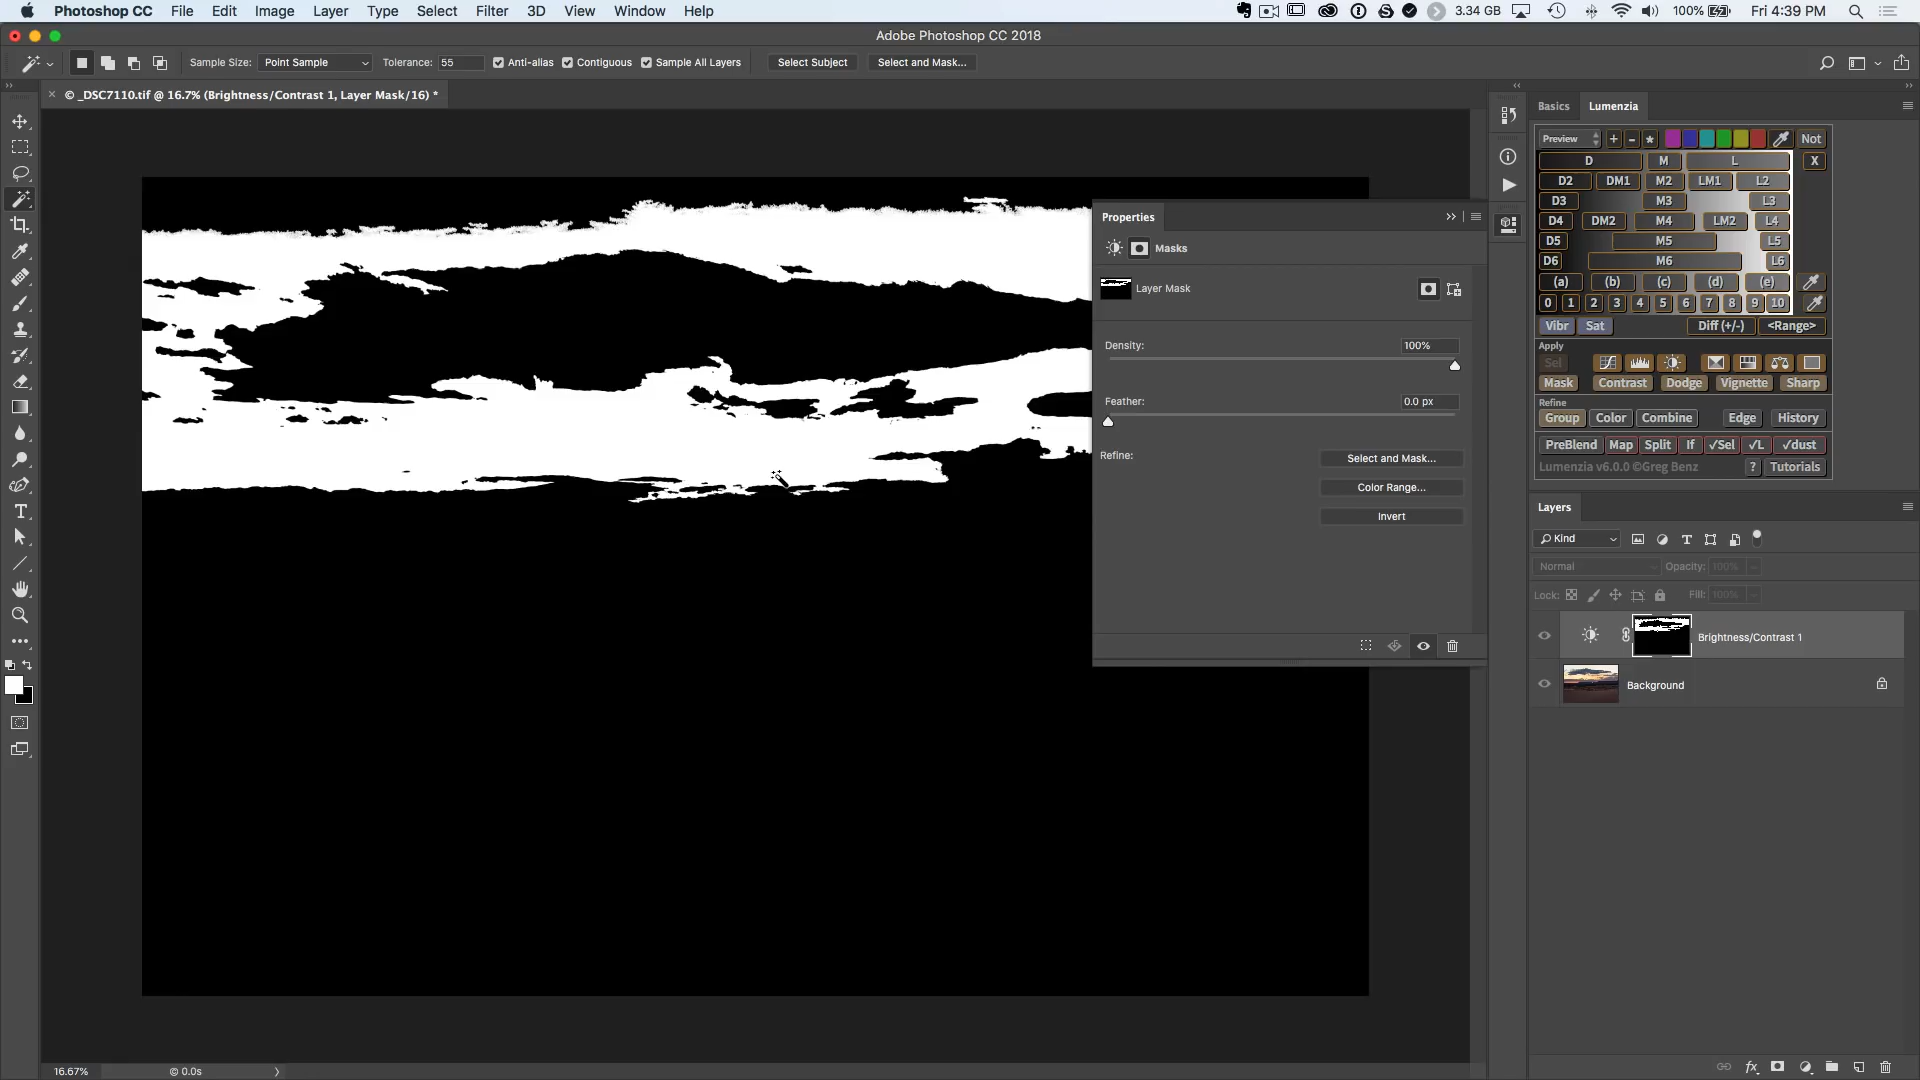 Photoshop CC File Edit Image Layer Type Select Filter 3D View Window Help 3.34 GB 100% Fri 4:39 PM
Adobe Photoshop CC 2018
Sample Size: Point Sample Tolerance: 55 Anti-alias Contiguous Sample All Layers Select Subject Select and Mask...
© _DSC7110.tif @ 16.7% (Brightness/Contrast 1, Layer Mask/16) *
Basics Lumenzia
Preview + - * Not
D M L X
D2 DM1 M2 LM1 L2
D3 M3 L3
D4 DM2 M4 LM2 L4
D5 M5 L5
D6 M6 L6
(a) (b) (c) (d) (e)
0 1 2 3 4 5 6 7 8 9 10
Vibr Sat Diff (+/-) <Range>
Apply
Sel
Mask Contrast Dodge Vignette Sharp
Refine
Group Color Combine Edge History
PreBlend Map Split If √Sel √L √dust
Lumenzia v6.0.0 ©Greg Benz ? Tutorials
Properties
Masks
Layer Mask
Density: 100%
Feather: 0.0 px
Refine: Select and Mask...
Color Range...
Invert
Layers
Kind
Normal Opacity: 100%
Lock: Fill: 100%
Brightness/Contrast 1
Background
16.67% © 0.0s